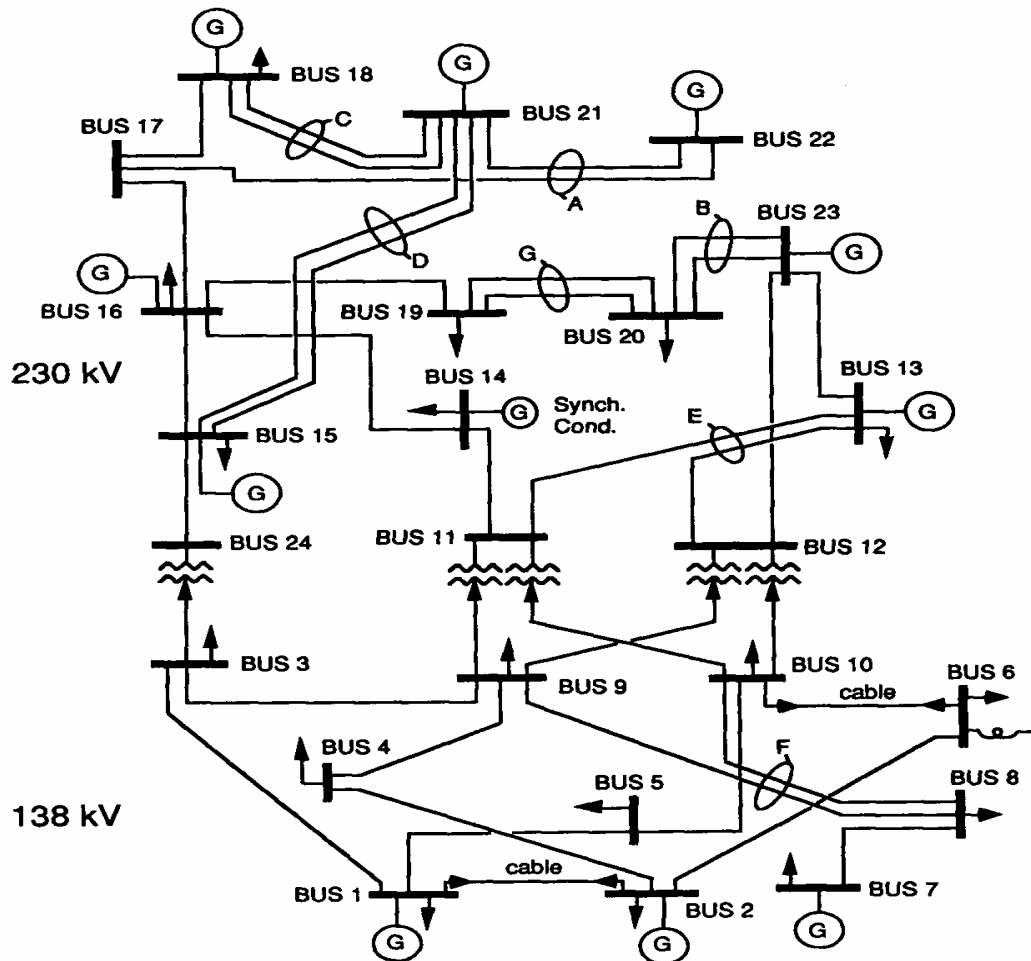 G
BUS 18
G
BUS 21
G
BUS 22
BUS 17
C
A
B
BUS 23
G
D
G
G
BUS 16
BUS 19
BUS 20
230 kV
BUS 14
G
Synch.
Cond.
BUS 13
G
E
BUS 15
G
BUS 24
BUS 11
BUS 12
BUS 3
BUS 9
BUS 10
BUS 6
cable
BUS 4
F
BUS 8
BUS 5
138 kV
cable
BUS 1
BUS 2
BUS 7
G
G
G